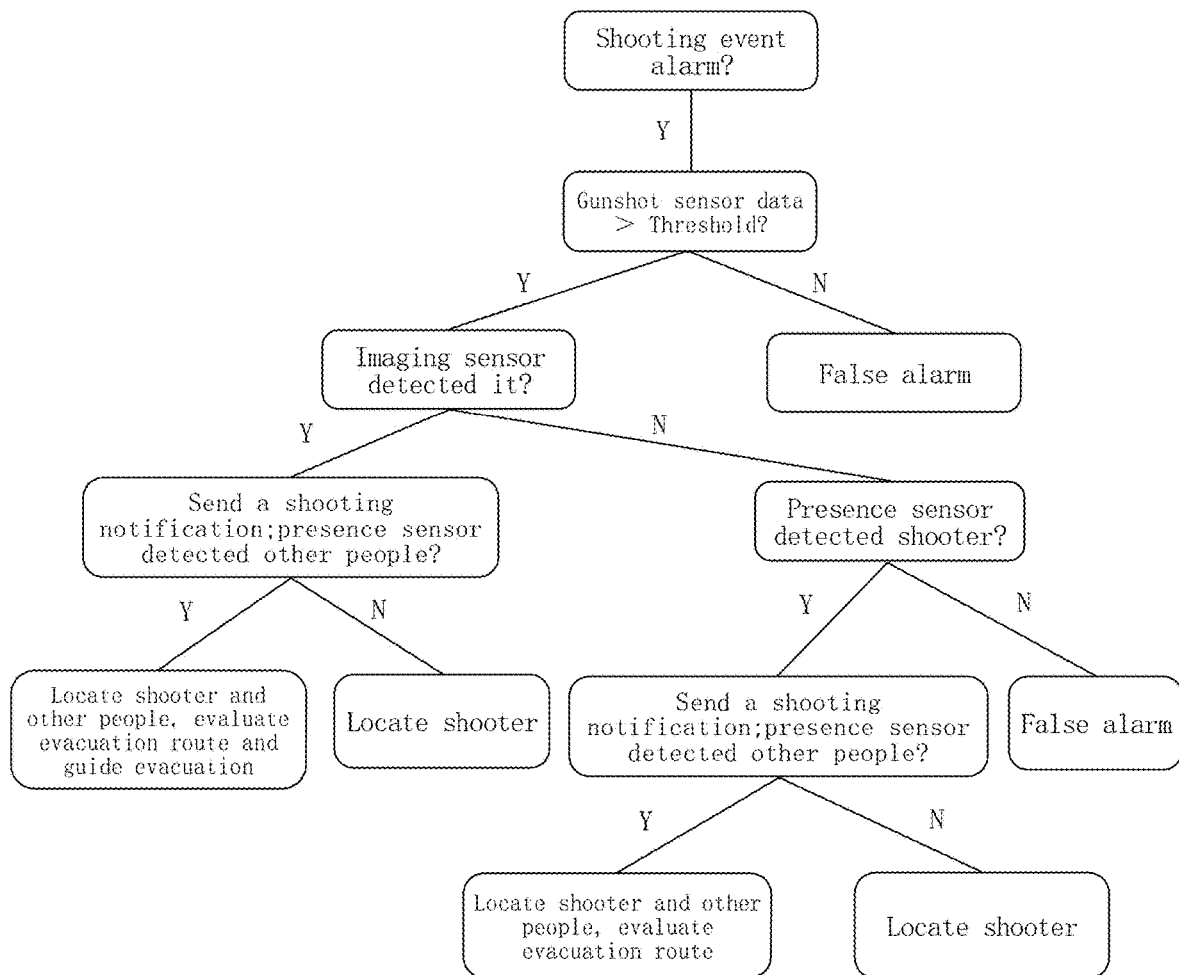 Shooting event
alarm?
Y
Gunshot sensor data
> Threshold?
Y
N
Imaging sensor
detected it?
False alarm
Y
N
Send a shooting
notification;presence sensor
detected other people?
Presence sensor
detected shooter?
Y
N
Y
N
Locate shooter and
other people, evaluate
evacuation route and
guide evacuation
Locate shooter
Send a shooting
notification;presence sensor
detected other people?
False alarm
Y
N
Locate shooter and other
people, evaluate
evacuation route
Locate shooter